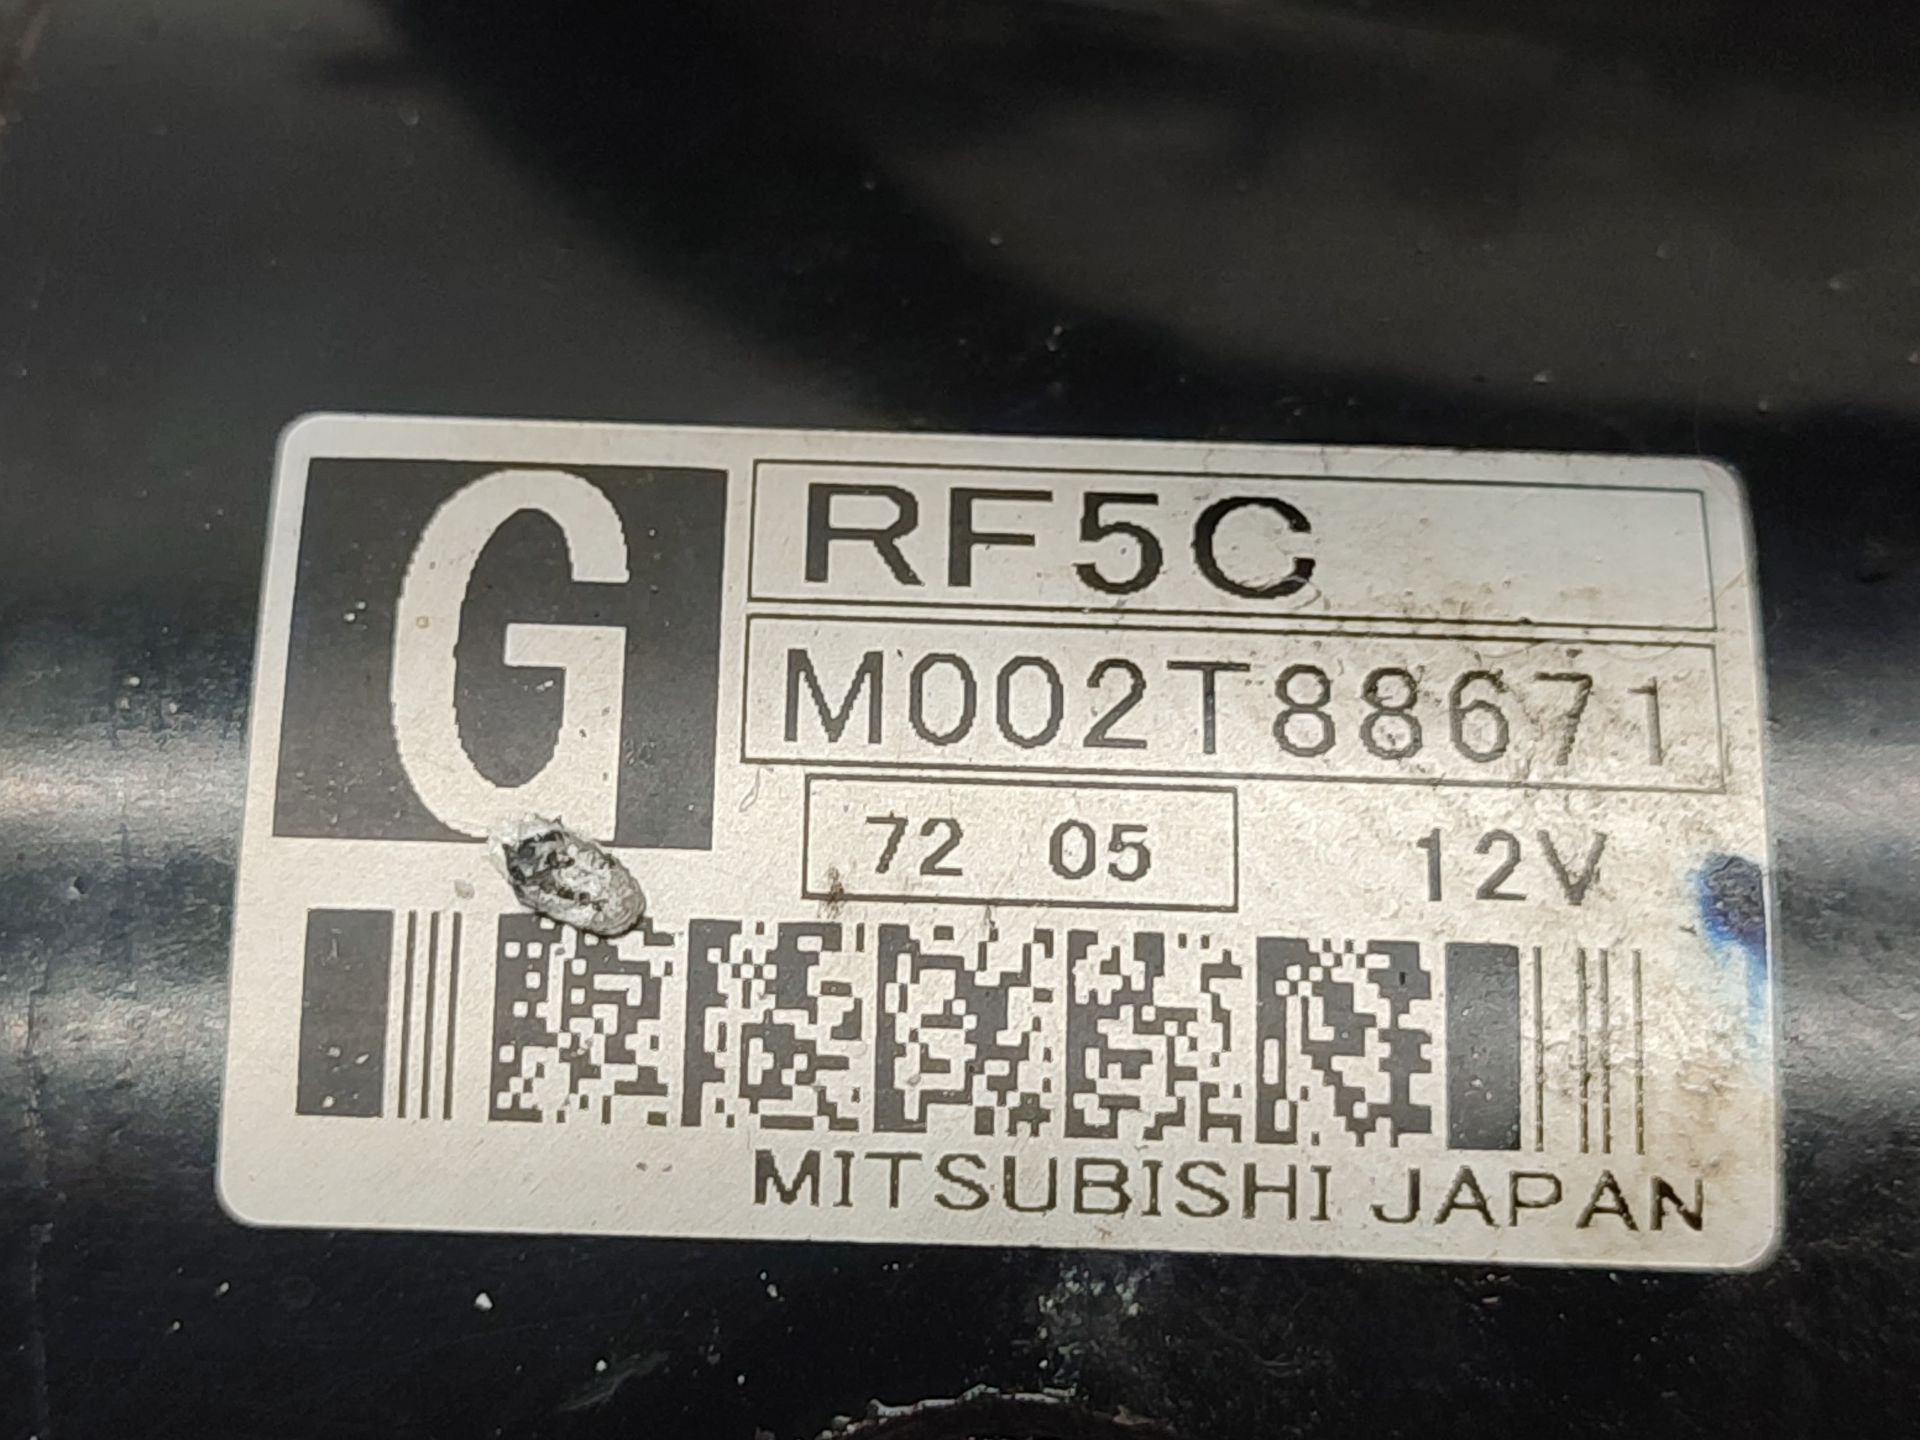 G
RF5C
M002T88671
72 05
12V
MITSUBISHI JAPAN